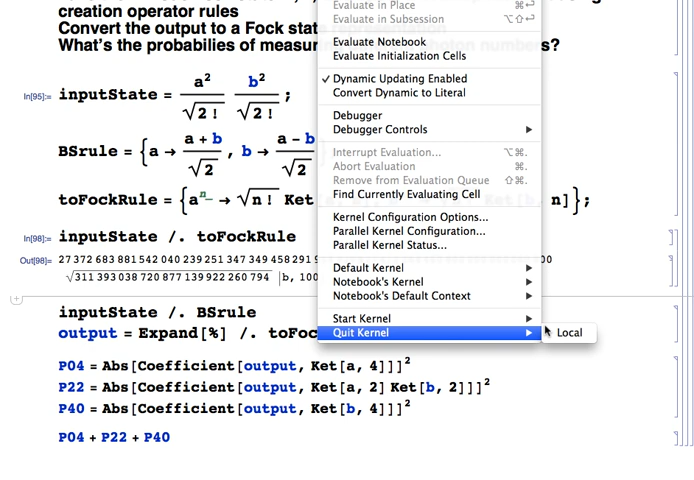 creation operator rules
Convert the output to a Fock stat
What's the probabilies of measur
numbers?
In[95]:= inputState = a² / √2! b² / √2! ;
BSrule = {a → a + b / √2 , b → a - b / √2
toFockRule = {a^n_ → √n! Ket n]};
In[98]:= inputState /. toFockRule
Out[98]= 27 372 683 881 542 040 239 251 347 349 458 291 00
√311 393 038 720 877 139 922 260 794 |b, 100
inputState /. BSrule
output = Expand[%] /. toFoc
P04 = Abs[Coefficient[output, Ket[a, 4]]]²
P22 = Abs[Coefficient[output, Ket[a, 2] Ket[b, 2]]]²
P40 = Abs[Coefficient[output, Ket[b, 4]]]²
P04 + P22 + P40
Evaluate in Place ⌘↩
Evaluate in Subsession ⌥⇧↩
Evaluate Notebook
Evaluate Initialization Cells
✓ Dynamic Updating Enabled
Convert Dynamic to Literal
Debugger
Debugger Controls ▶
Interrupt Evaluation... ⌥⌘.
Abort Evaluation ⌘.
Remove from Evaluation Queue ⇧⌘.
Find Currently Evaluating Cell
Kernel Configuration Options...
Parallel Kernel Configuration...
Parallel Kernel Status...
Default Kernel ▶
Notebook's Kernel ▶
Notebook's Default Context ▶
Start Kernel ▶
Quit Kernel ▶
Local